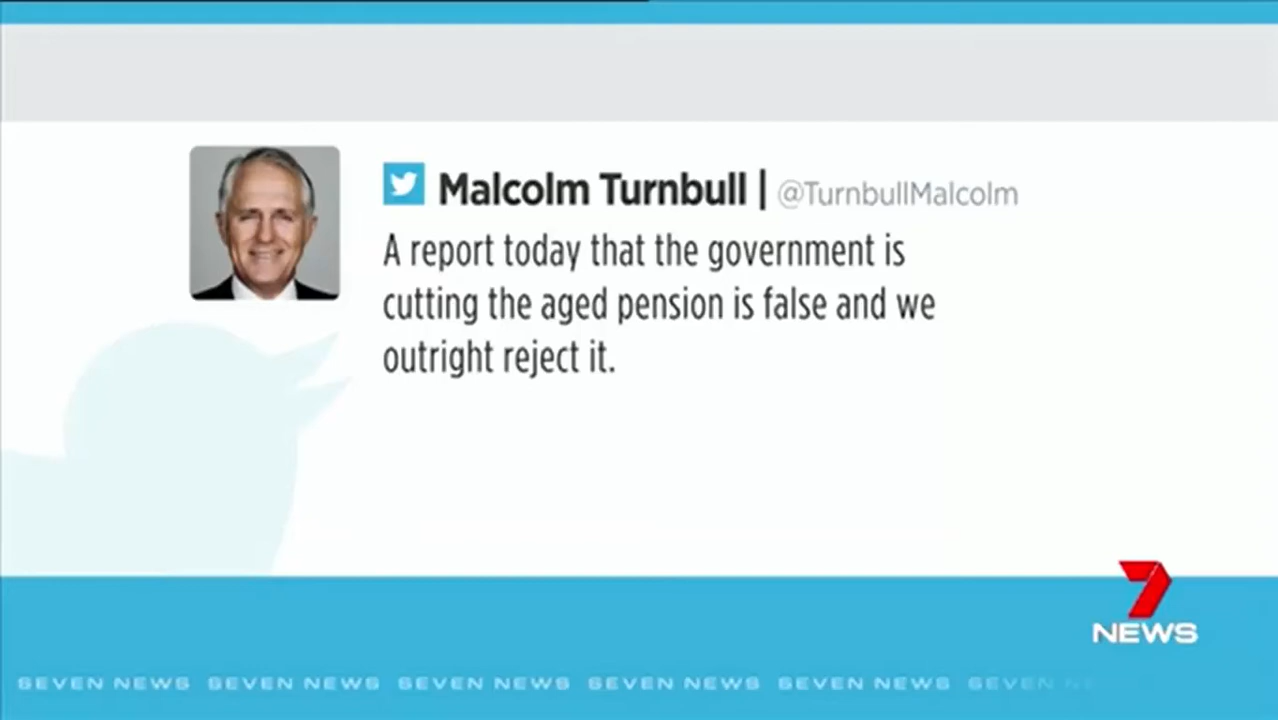 Malcolm Turnbull | @TurnbullMalcolm
A report today that the government is
cutting the aged pension is false and we
outright reject it.
7
NEWS
SEVEN NEWS SEVEN NEWS SEVEN NEWS SEVEN NEWS SEVEN NEWS SEVEN